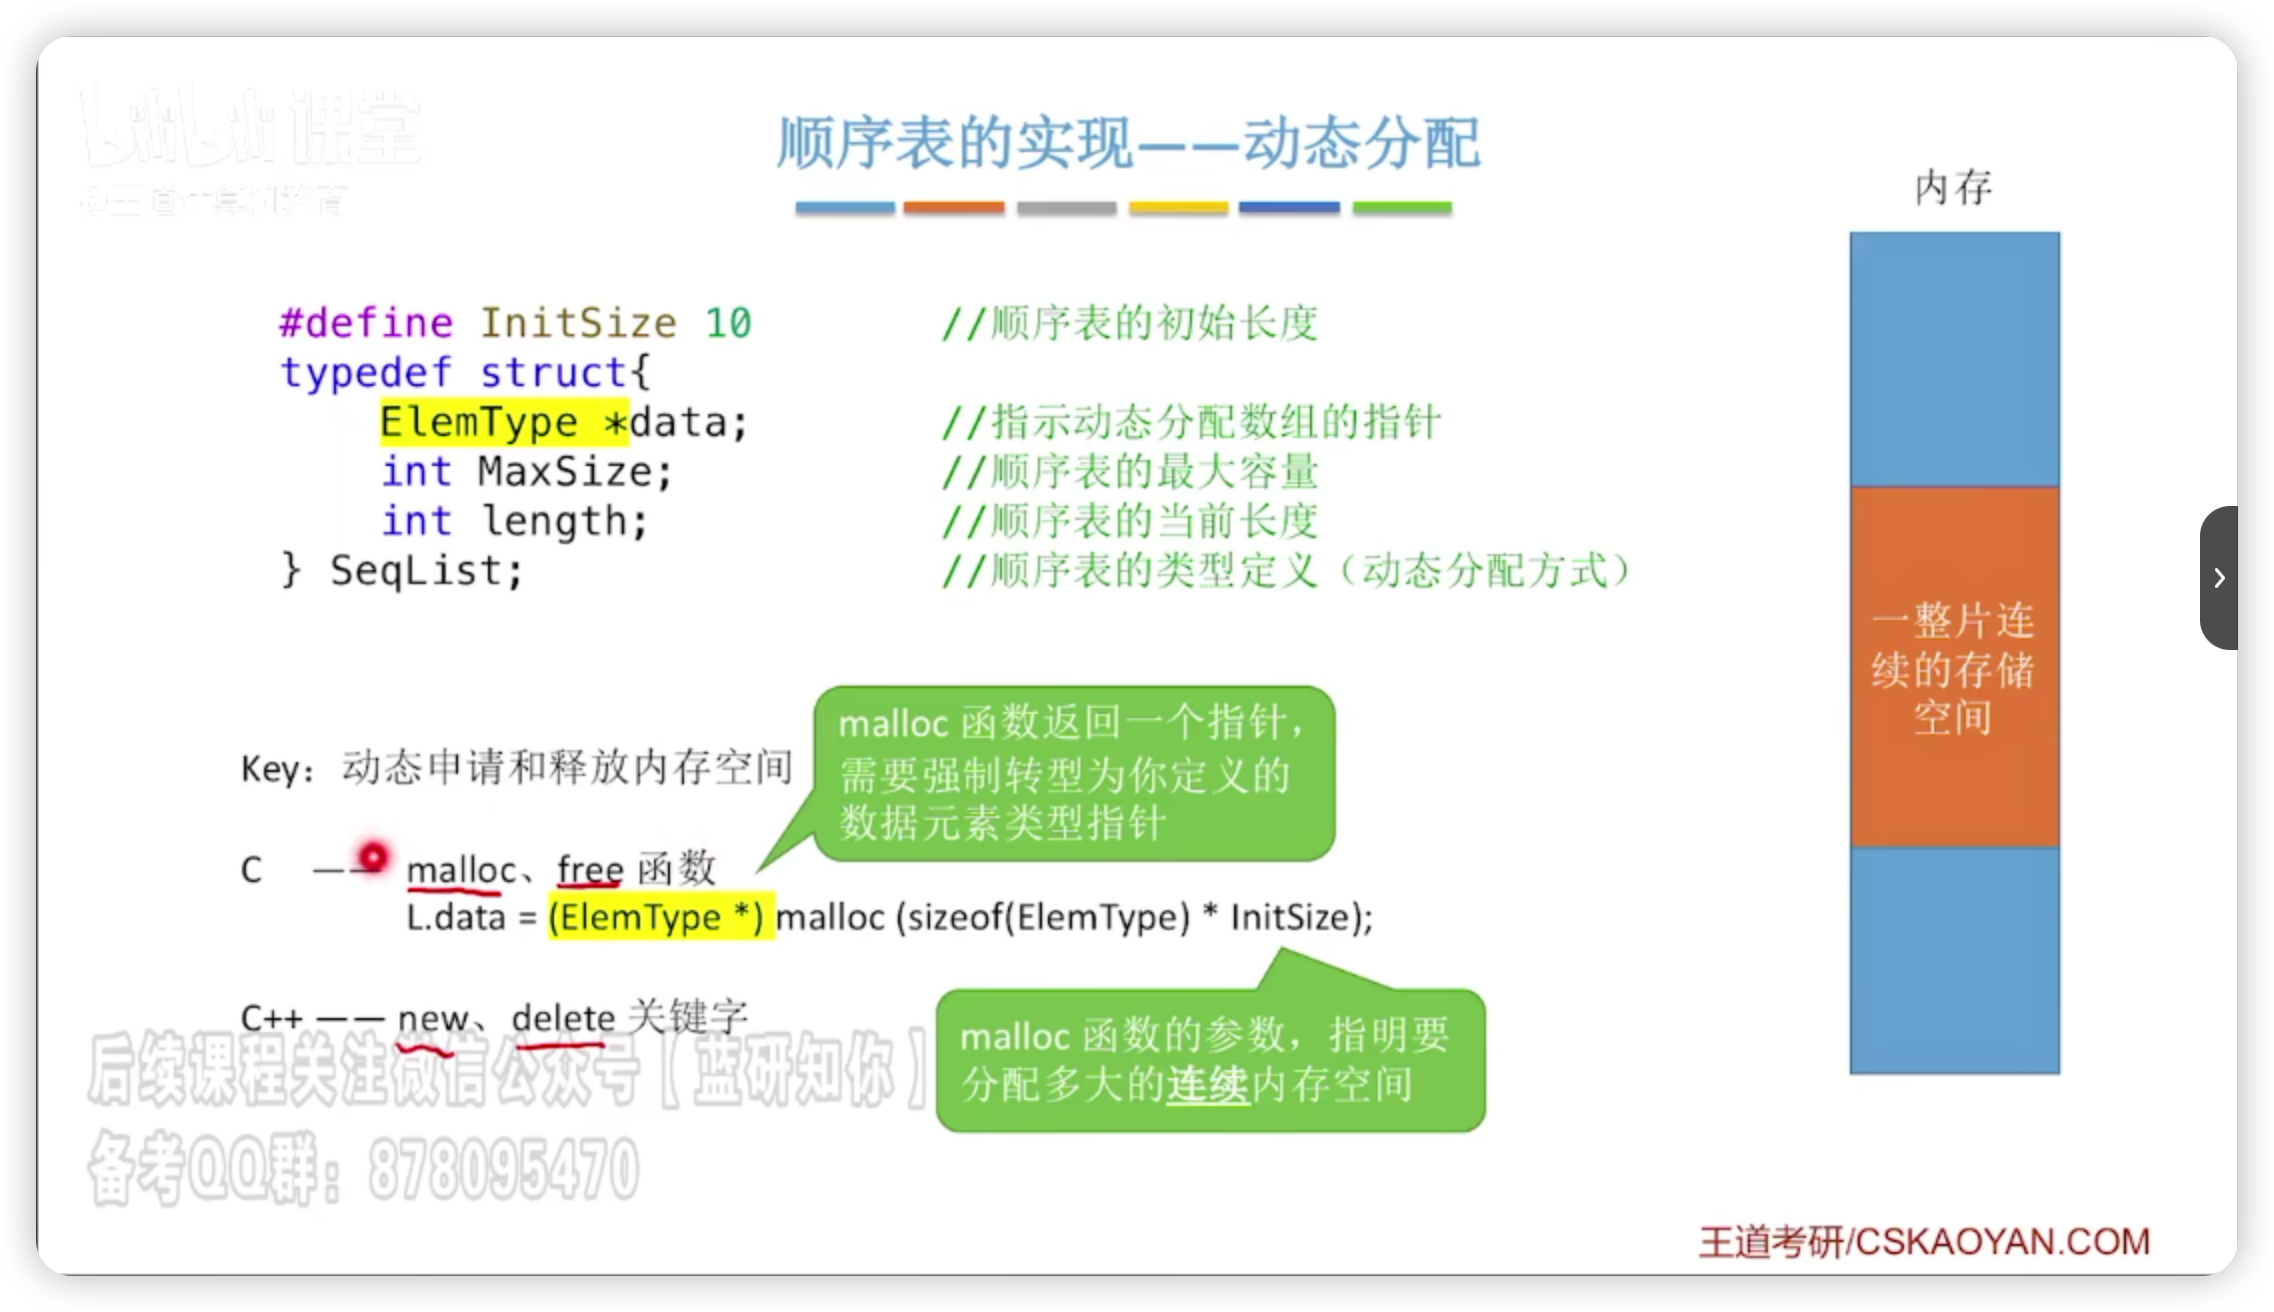 bilibili 课堂
@王道计算机教育
顺序表的实现——动态分配
内存
#define InitSize 10 //顺序表的初始长度
typedef struct{
ElemType *data; //指示动态分配数组的指针
int MaxSize; //顺序表的最大容量
int length; //顺序表的当前长度
} SeqList; //顺序表的类型定义（动态分配方式）
一整片连
续的存储
空间
malloc 函数返回一个指针，
需要强制转型为你定义的
数据元素类型指针
Key：动态申请和释放内存空间
C —— malloc、free 函数
L.data = (ElemType *) malloc (sizeof(ElemType) * InitSize);
C++ —— new、delete 关键字
malloc 函数的参数，指明要
分配多大的连续内存空间
后续课程关注微信公众号【蓝研知你】
备考QQ群：878095470
王道考研/CSKAOYAN.COM